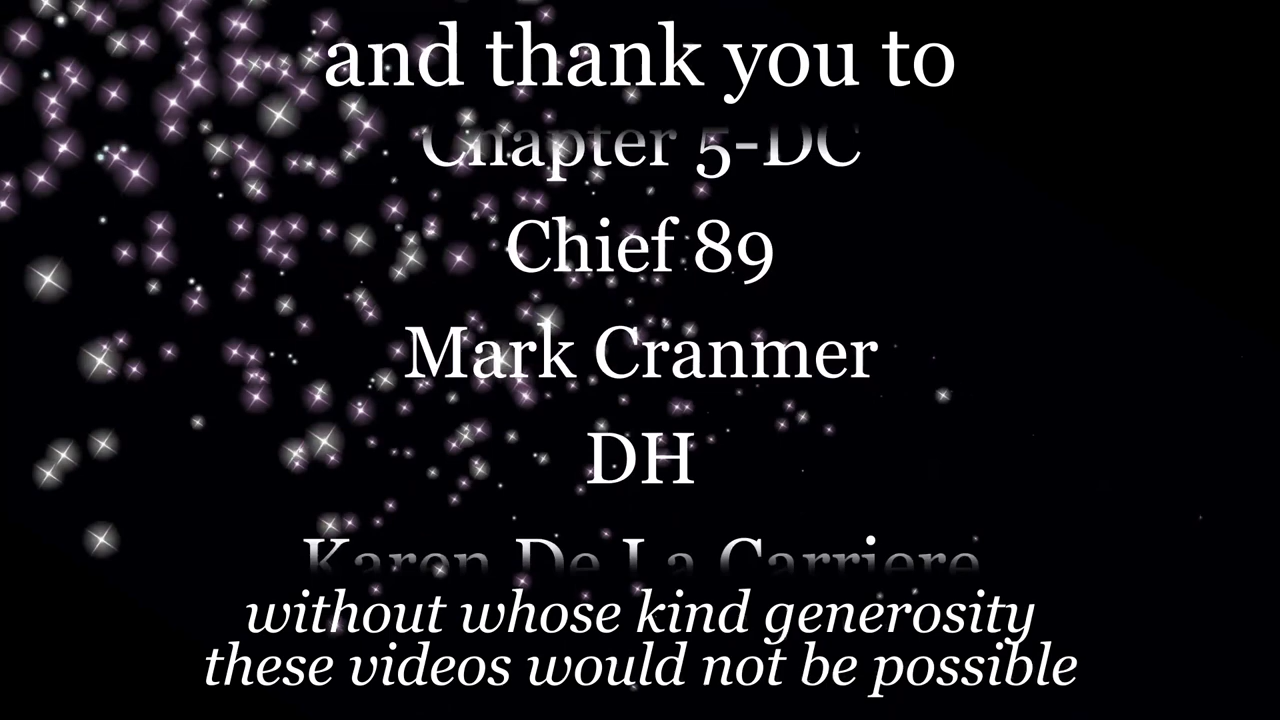 and thank you to
Chapter 5-DC
Chief 89
Mark Cranmer
DH
Karen De La Carriere
without whose kind generosity
these videos would not be possible